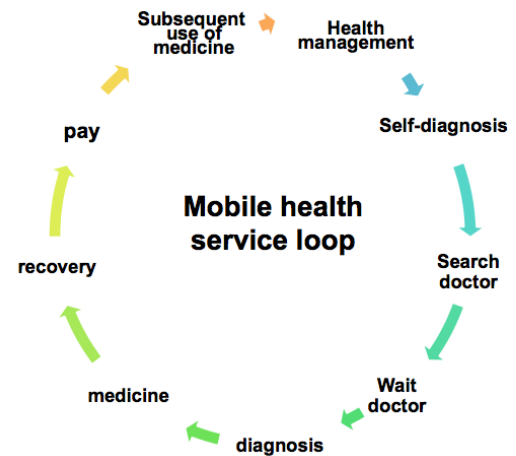 Subsequent
use of
medicine
Health
management
Self-diagnosis
Search
doctor
Wait
doctor
diagnosis
medicine
recovery
pay
Mobile health
service loop